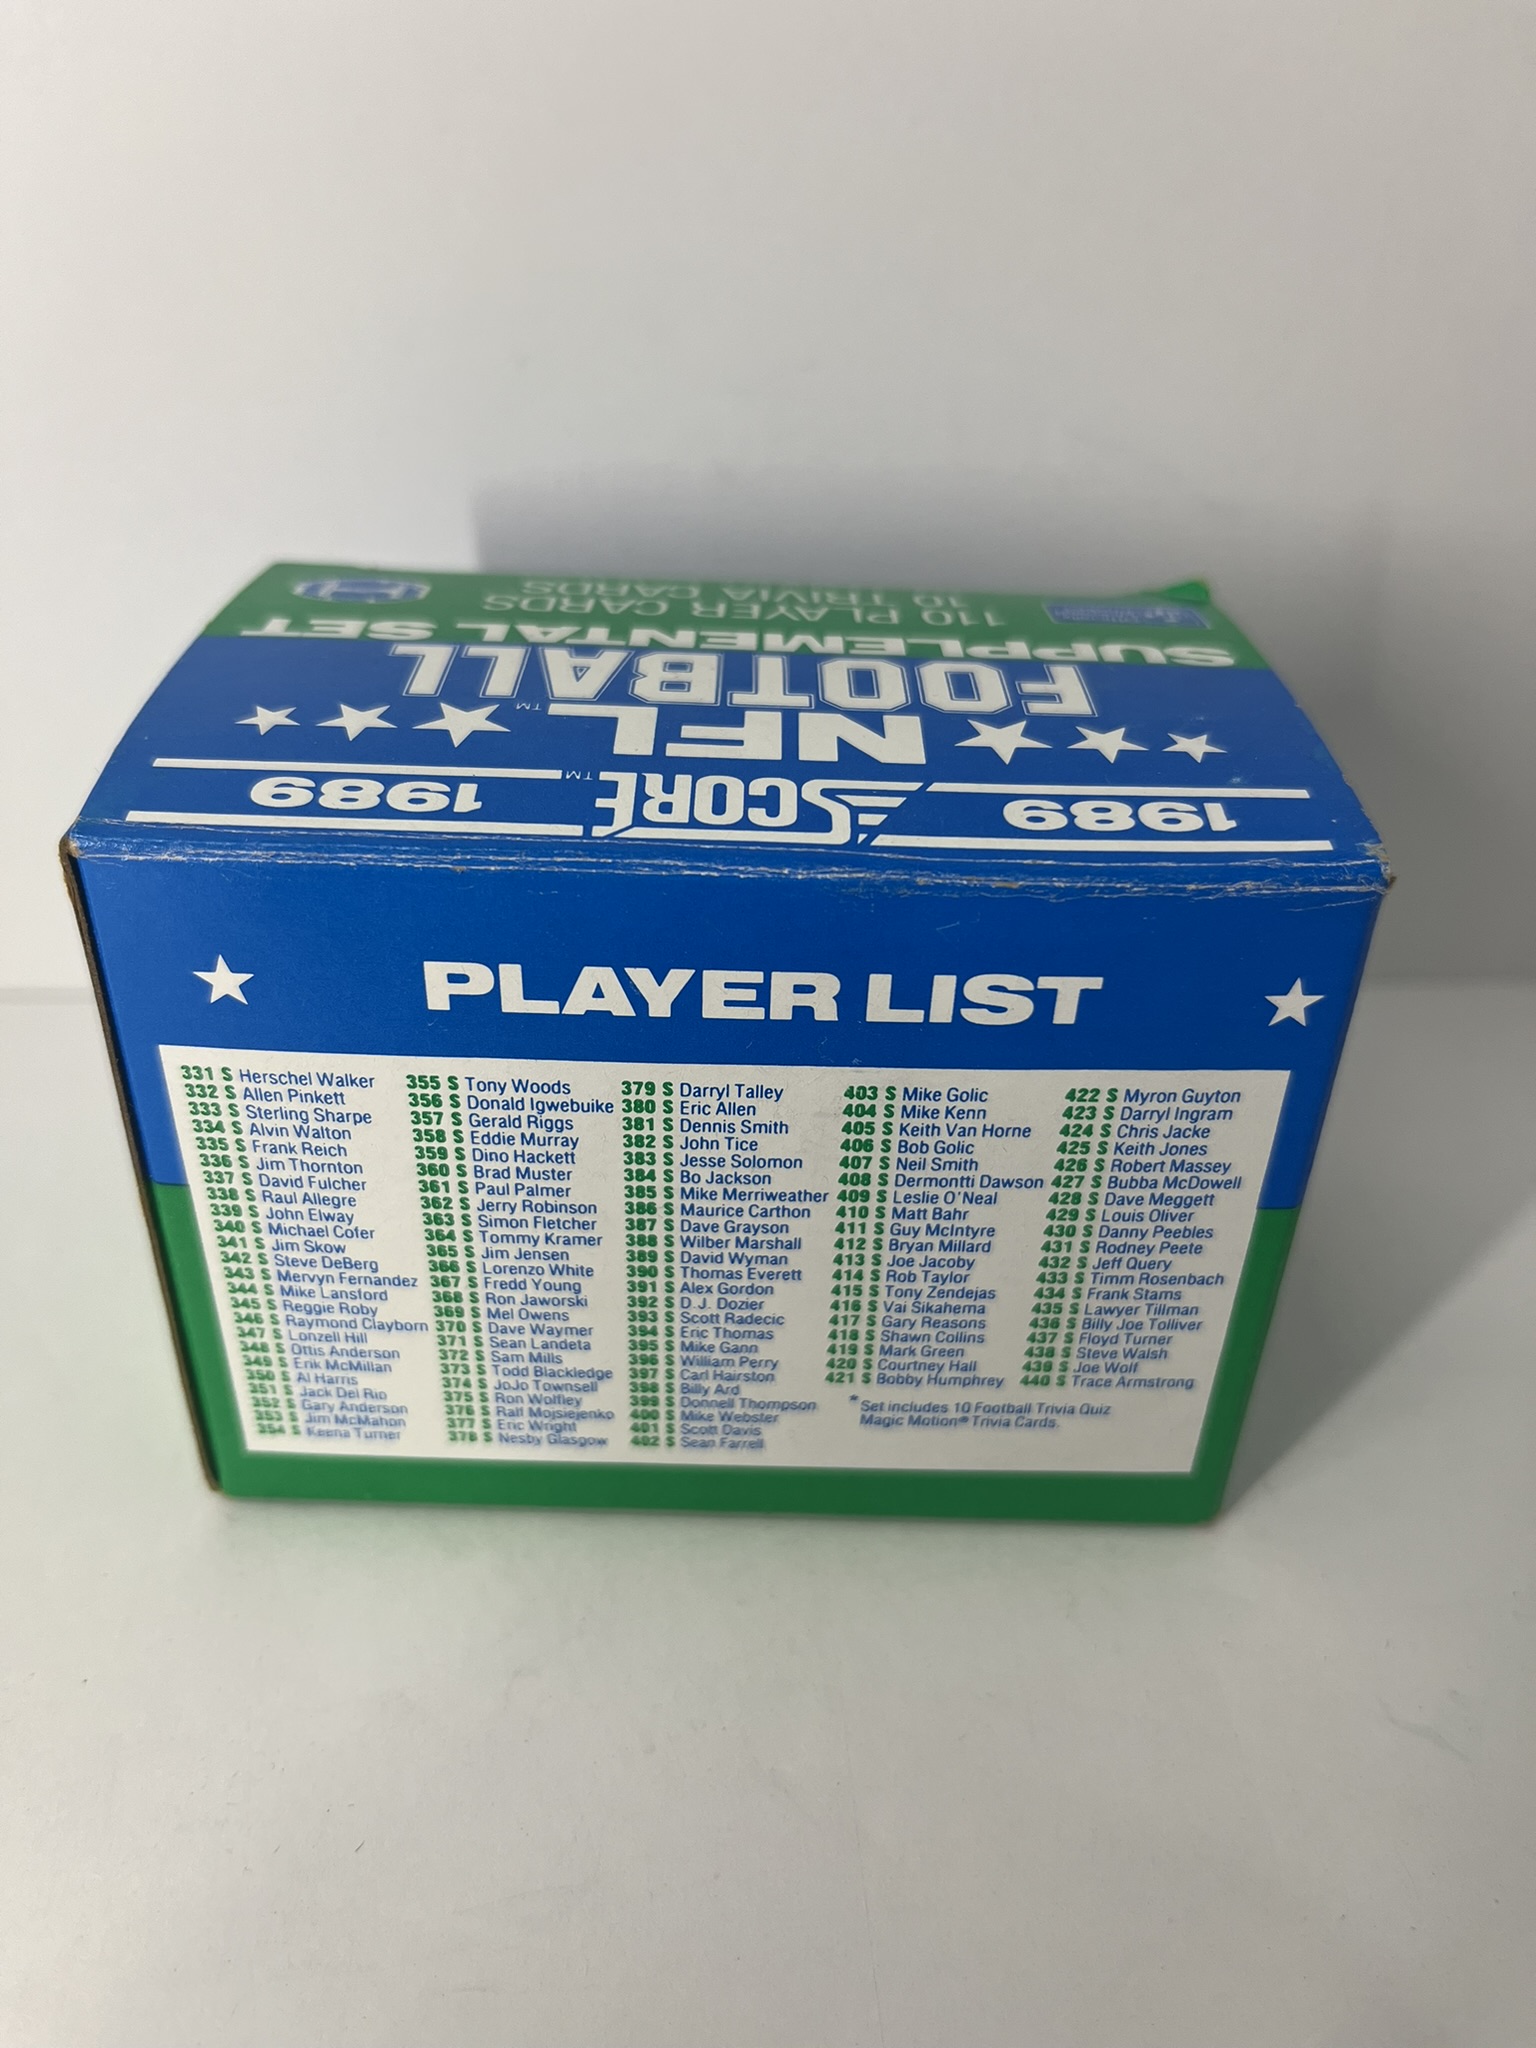 110 PLAYER CARDS
10 TRIVIA CARDS
SUPPLEMENTAL SET
FOOTBALL
NFL™
1989 SCORE™ 1989
PLAYER LIST
331 S Herschel Walker
332 S Allen Pinkett
333 S Sterling Sharpe
334 S Alvin Walton
335 S Frank Reich
336 S Jim Thornton
337 S David Fulcher
338 S Raul Allegre
339 S John Elway
340 S Michael Cofer
341 S Jim Skow
342 S Steve DeBerg
343 S Mervyn Fernandez
344 S Mike Lansford
345 S Reggie Roby
346 S Raymond Clayborn
347 S Lonzell Hill
348 S Ottis Anderson
349 S Erik McMillan
350 S Al Harris
351 S Jack Del Rio
352 S Gary Anderson
353 S Jim McMahon
354 S Keena Turner
355 S Tony Woods
356 S Donald Igwebuike
357 S Gerald Riggs
358 S Eddie Murray
359 S Dino Hackett
360 S Brad Muster
361 S Paul Palmer
362 S Jerry Robinson
363 S Simon Fletcher
364 S Tommy Kramer
365 S Jim Jensen
366 S Lorenzo White
367 S Fredd Young
368 S Ron Jaworski
369 S Mel Owens
370 S Dave Waymer
371 S Sean Landeta
372 S Sam Mills
373 S Todd Blackledge
374 S JoJo Townsell
375 S Ron Wolfley
376 S Ralf Mojsiejenko
377 S Eric Wright
378 S Nesby Glasgow
379 S Darryl Talley
380 S Eric Allen
381 S Dennis Smith
382 S John Tice
383 S Jesse Solomon
384 S Bo Jackson
385 S Mike Merriweather
386 S Maurice Carthon
387 S Dave Grayson
388 S Wilber Marshall
389 S David Wyman
390 S Thomas Everett
391 S Alex Gordon
392 S D.J. Dozier
393 S Scott Radecic
394 S Eric Thomas
395 S Mike Gann
396 S William Perry
397 S Carl Hairston
398 S Billy Ard
399 S Donnell Thompson
400 S Mike Webster
401 S Scott Davis
402 S Sean Farrell
403 S Mike Golic
404 S Mike Kenn
405 S Keith Van Horne
406 S Bob Golic
407 S Neil Smith
408 S Dermontti Dawson
409 S Leslie O'Neal
410 S Matt Bahr
411 S Guy McIntyre
412 S Bryan Millard
413 S Joe Jacoby
414 S Rob Taylor
415 S Tony Zendejas
416 S Vai Sikahema
417 S Gary Reasons
418 S Shawn Collins
419 S Mark Green
420 S Courtney Hall
421 S Bobby Humphrey
422 S Myron Guyton
423 S Darryl Ingram
424 S Chris Jacke
425 S Keith Jones
426 S Robert Massey
427 S Bubba McDowell
428 S Dave Meggett
429 S Louis Oliver
430 S Danny Peebles
431 S Rodney Peete
432 S Jeff Query
433 S Timm Rosenbach
434 S Frank Stams
435 S Lawyer Tillman
436 S Billy Joe Tolliver
437 S Floyd Turner
438 S Steve Walsh
439 S Joe Wolf
440 S Trace Armstrong
* Set includes 10 Football Trivia Quiz
Magic Motion® Trivia Cards.